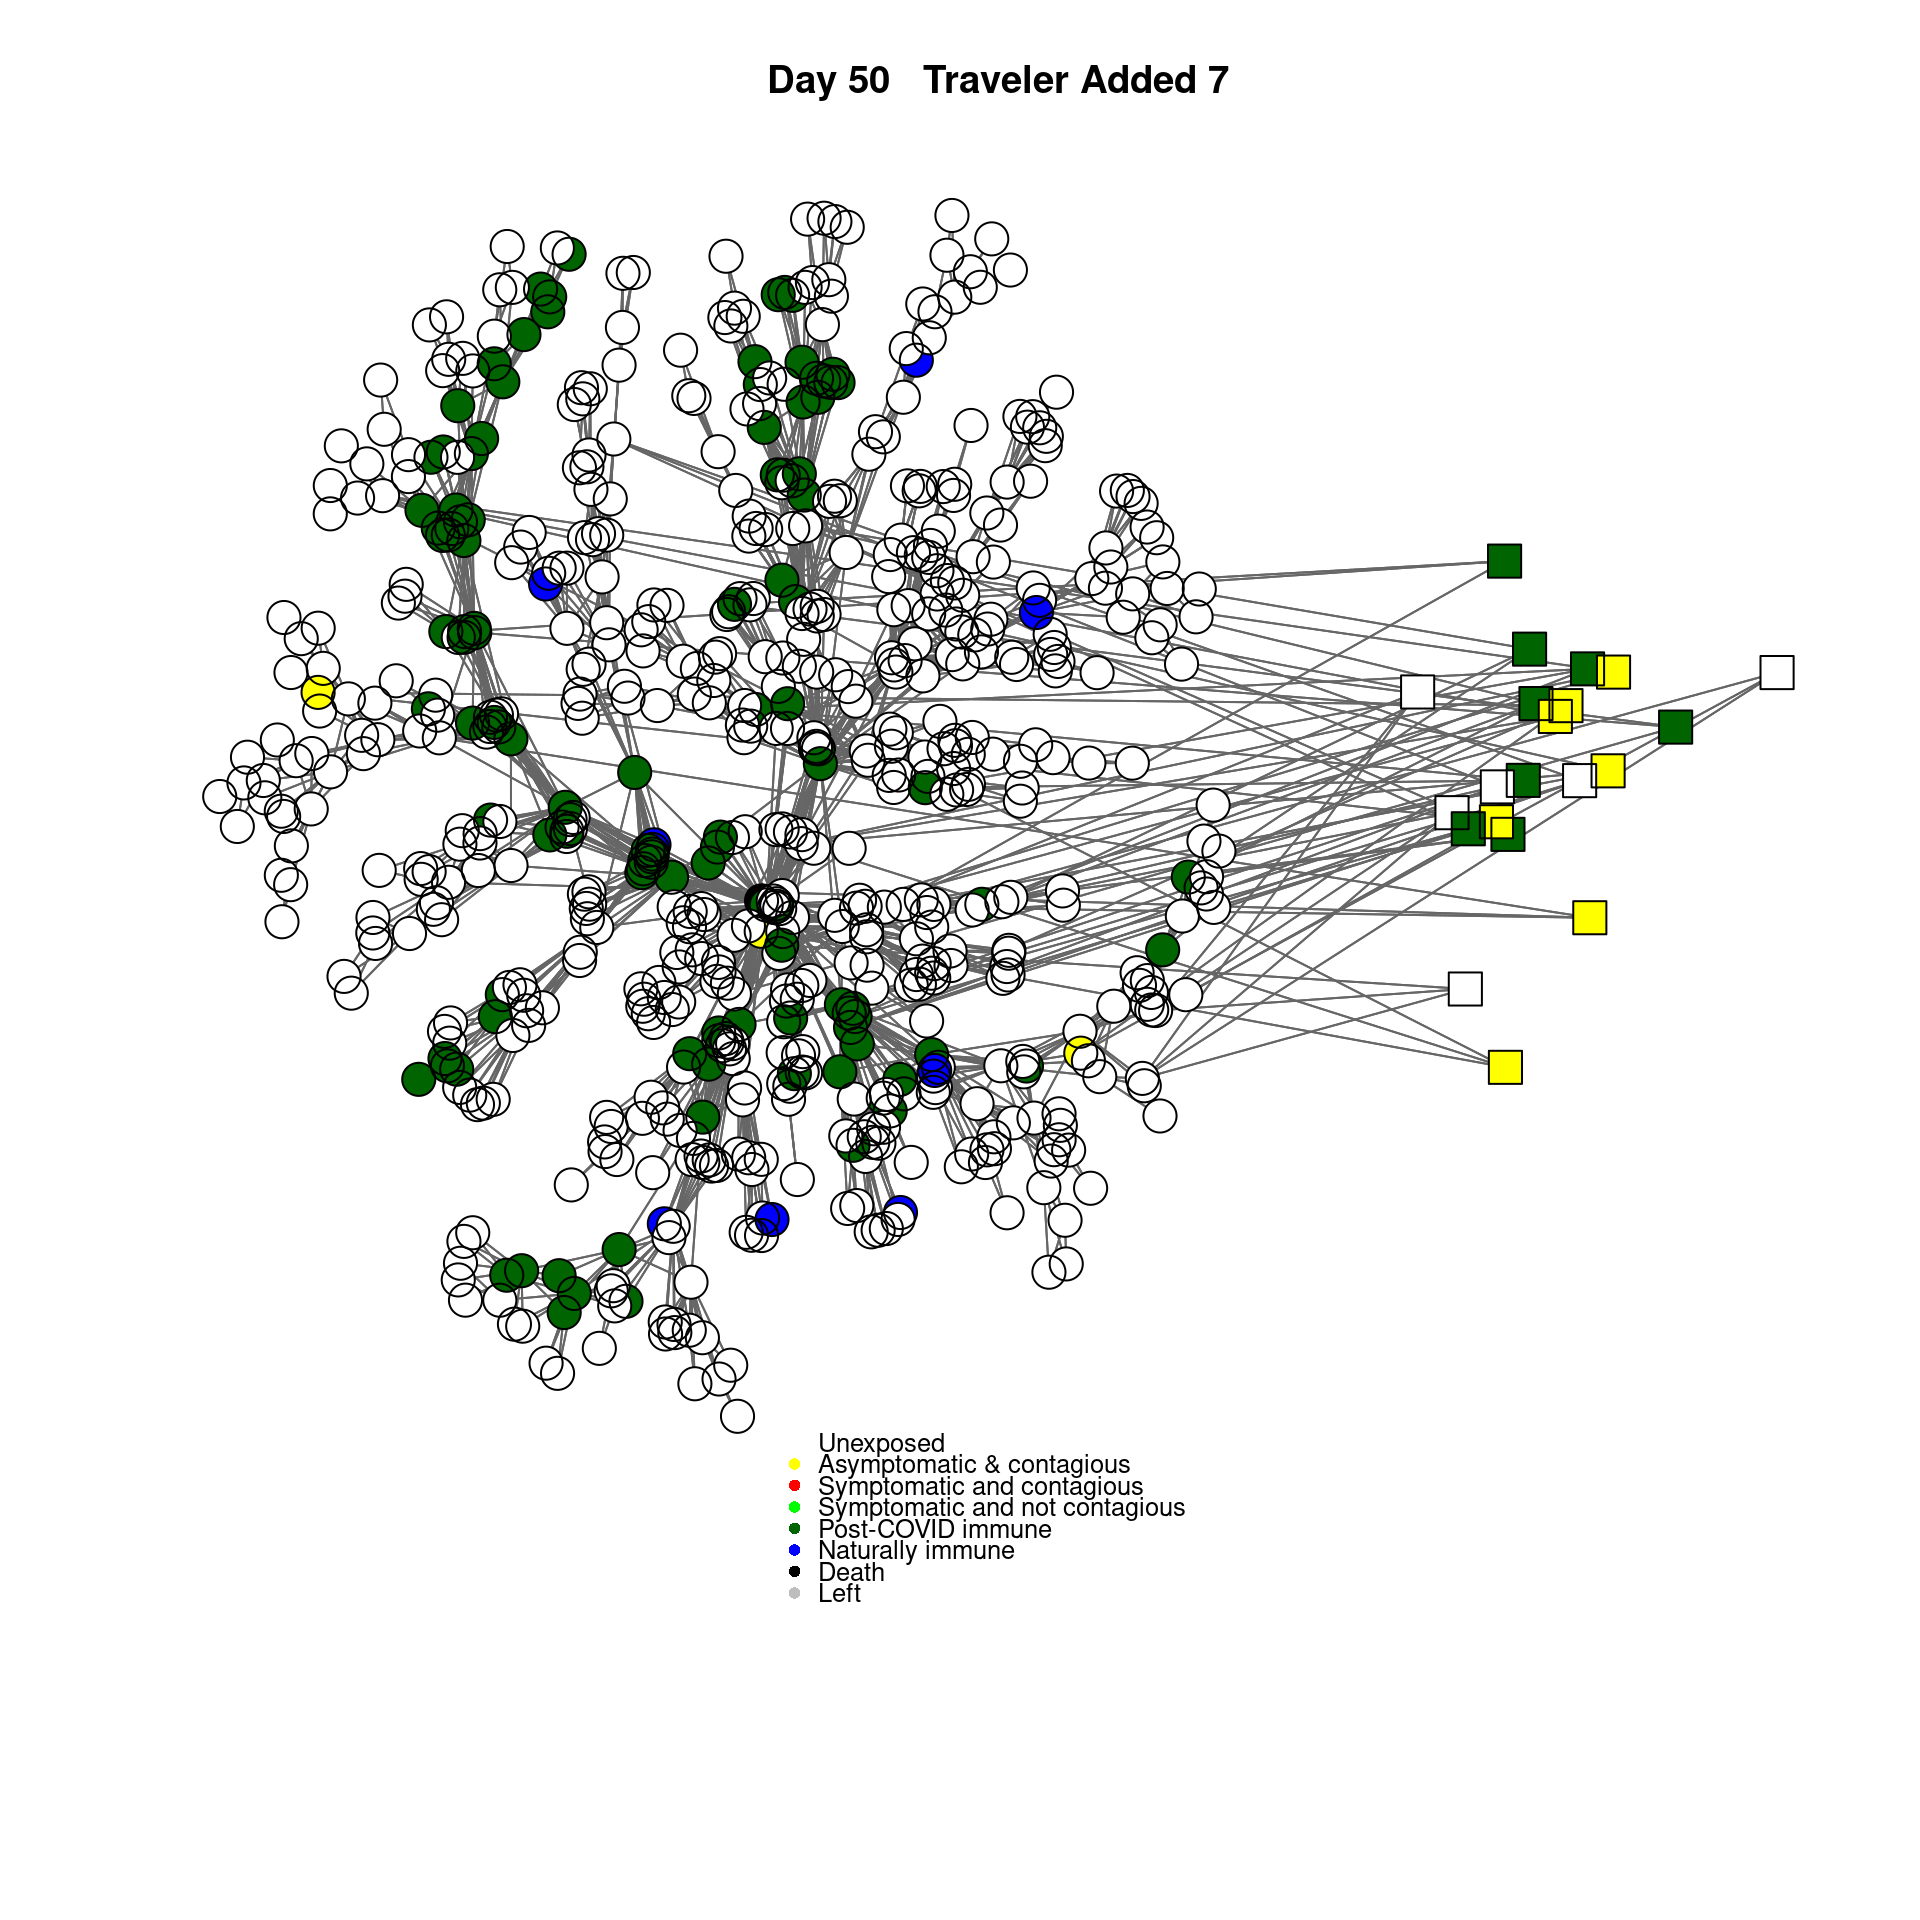 Day 50   Traveler Added 7
Unexposed
Asymptomatic & contagious
Symptomatic and contagious
Symptomatic and not contagious
Post-COVID immune
Naturally immune
Death
Left